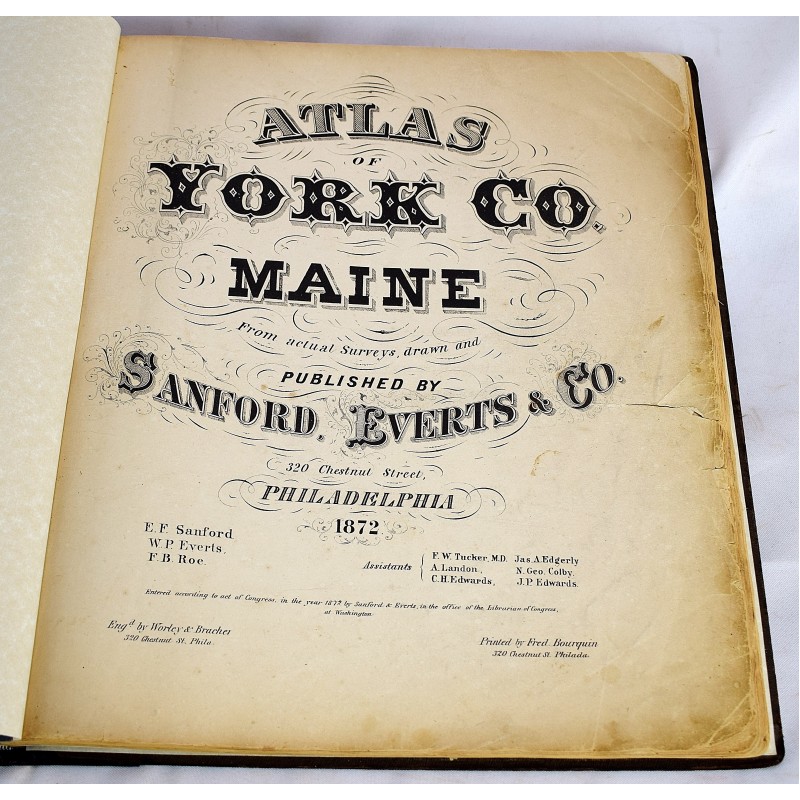 ATLAS
OF
YORK CO.
MAINE
From actual Surveys, drawn and
PUBLISHED BY
SANFORD, EVERTS & CO.
320 Chestnut Street,
PHILADELPHIA
1872.
E.F. Sanford.
W.P. Everts.
F.B. Roe.
Assistants
F.W. Tucker, M.D. Jas. A. Edgerly
A. Landon, N. Geo. Colby.
C.H. Edwards, J.P. Edwards.
Entered according to act of Congress, in the year 1872 by Sanford & Everts, in the office of the Librarian of Congress,
at Washington.
Engd. by Worley & Bracher
320 Chestnut St. Phila.
Printed by Fred. Bourquin
320 Chestnut St. Philada.